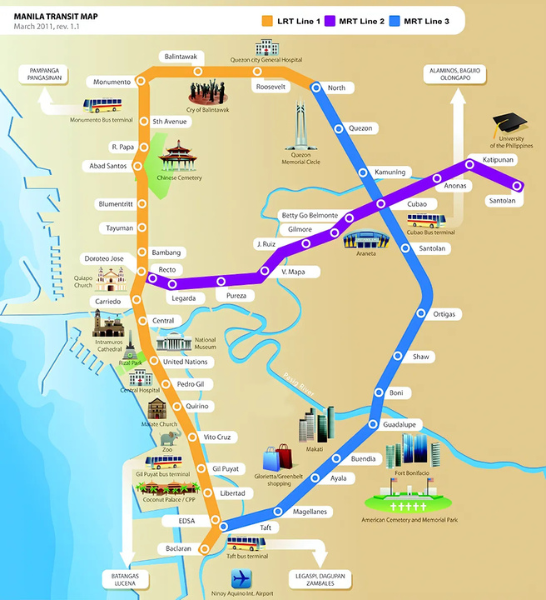 MANILA TRANSIT MAP
March 2011, rev. 1.1
LRT Line 1
MRT Line 2
MRT Line 3
Balintawak
Quezon city General Hospital
PAMPANGA
PANGASINAN
Monumento
Roosevelt
North
ALAMINOS, BAGUIO
OLONGAPO
Monumento Bus terminal
City of Balintawak
5th Avenue
Quezon
University
of the Philippines
R. Papa
Quezon
Memorial Circle
Abad Santos
Chinese Cemetery
Kamuning
Katipunan
Anonas
Santolan
Blumentritt
Cubao
Betty Go Belmonte
Tayuman
Gilmore
Cubao Bus terminal
Araneta
J. Ruiz
Santolan
Bambang
Doroteo Jose
Recto
V. Mapa
Quiapo
Church
Legarda
Pureza
Carriedo
Central
Ortigas
Intramuros
Cathedral
National
Museum
Rizal Park
United Nations
Shaw
Central Hospital
Pedro Gil
Pasig River
Boni
Malate Church
Quirino
Guadalupe
Zoo
Vito Cruz
Makati
Buendia
Gil Puyat bus terminal
Gil Puyat
Glorietta/Greenbelt
shopping
Ayala
Fort Bonifacio
Coconut Palace / CPP
Libertad
Magellanes
American Cemetery and Memorial Park
EDSA
Taft
Baclaran
Taft bus terminal
BATANGAS
LUCENA
LEGASPI, DAGUPAN
ZAMBALES
Ninoy Aquino Int. Airport